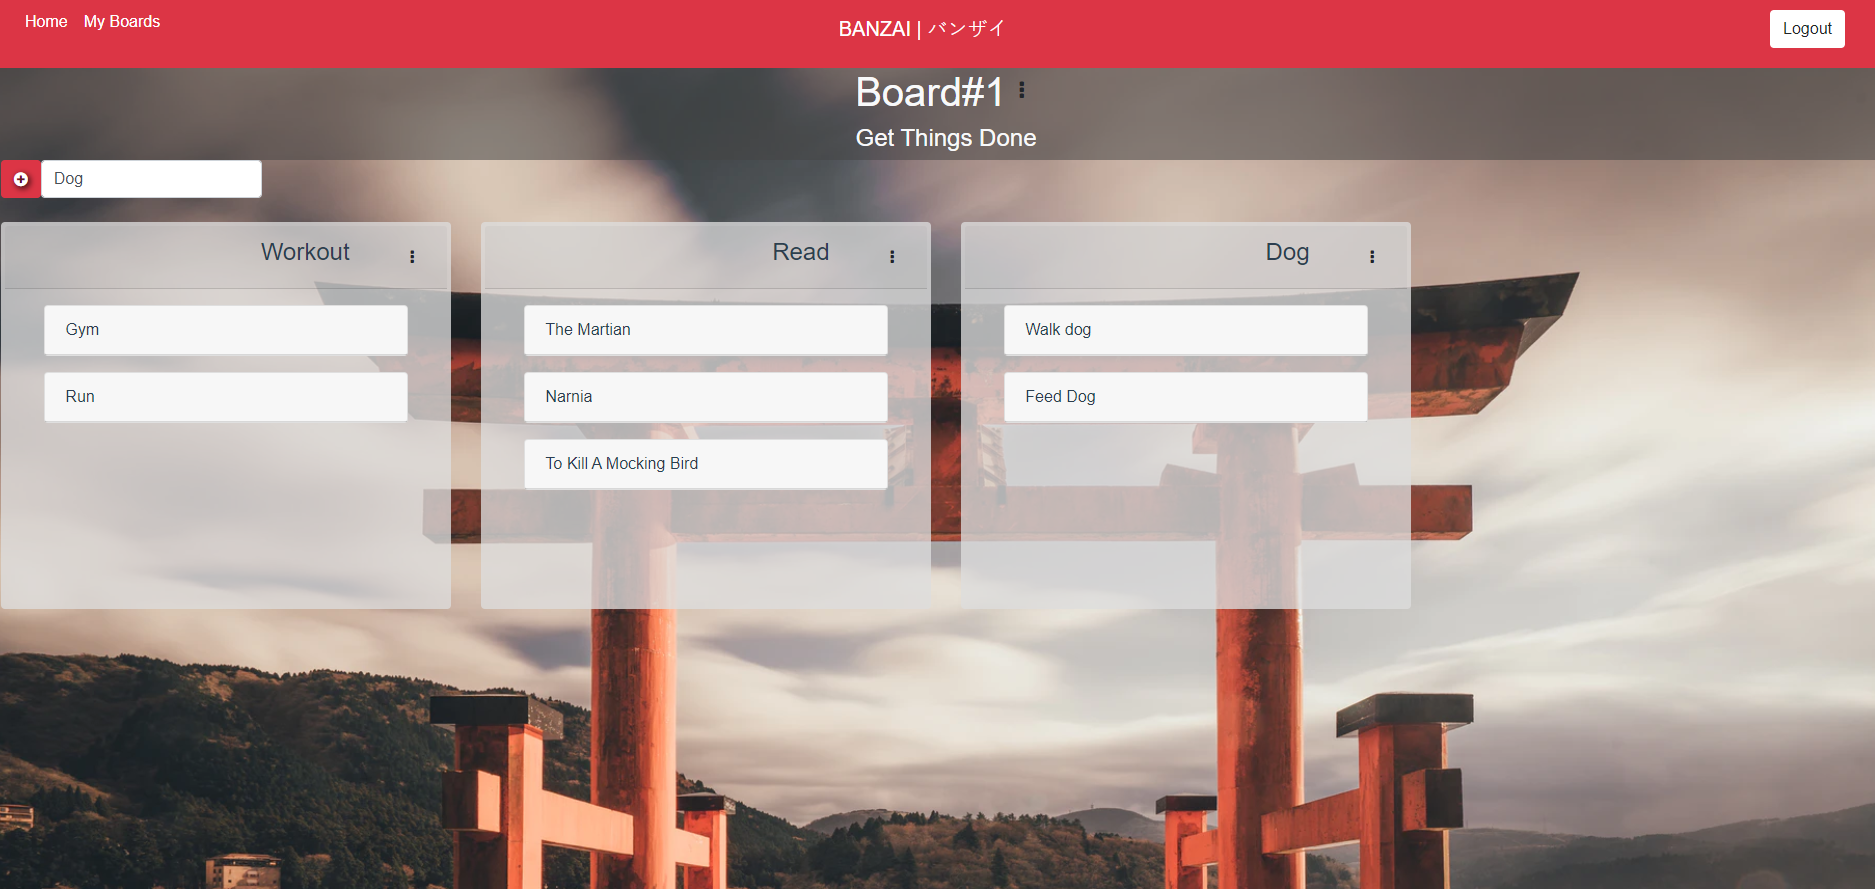 Home My Boards
BANZAI | バンザイ
Logout
Board#1
Get Things Done
Dog
Workout
Gym
Run
Read
The Martian
Narnia
To Kill A Mocking Bird
Dog
Walk dog
Feed Dog